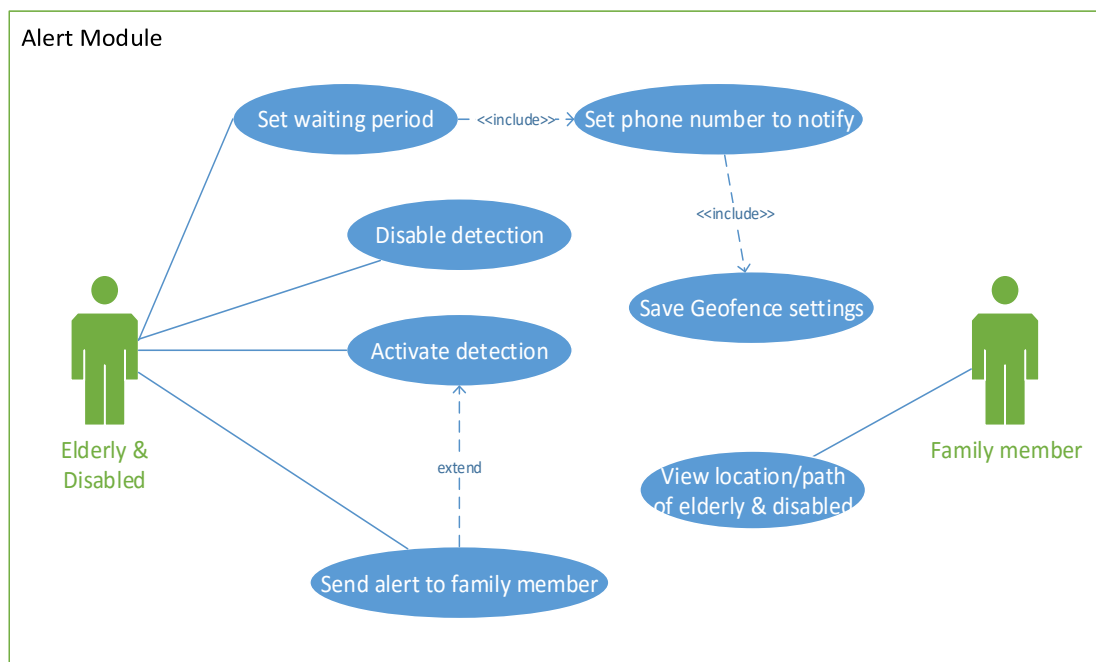 Alert Module
Set waiting period
<<include>>
Set phone number to notify
<<include>>
Disable detection
Save Geofence settings
Activate detection
Elderly &
Disabled
Family member
extend
View location/path
of elderly & disabled
Send alert to family member